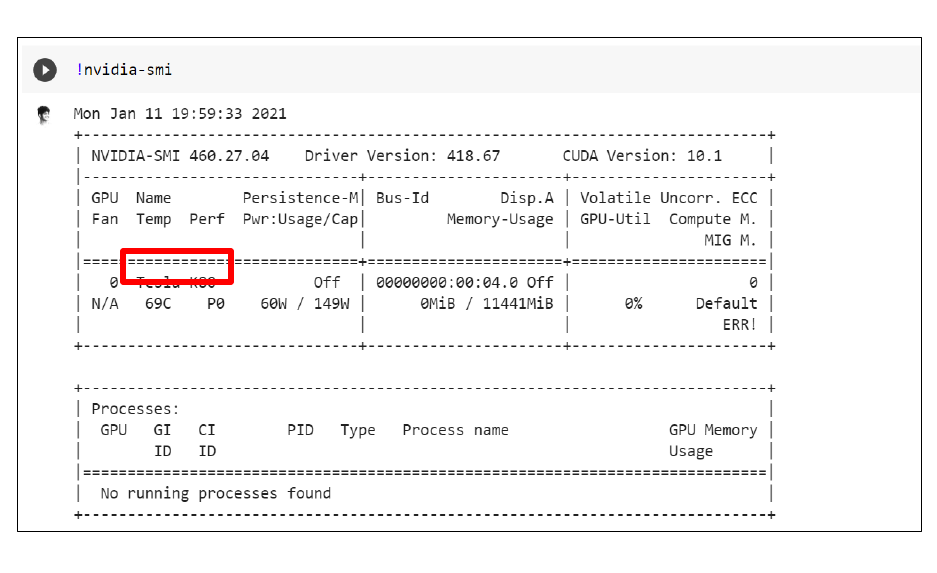 !nvidia-smi
Mon Jan 11 19:59:33 2021
+-----------------------------------------------------------------------------+
| NVIDIA-SMI 460.27.04    Driver Version: 418.67       CUDA Version: 10.1     |
|-------------------------------+----------------------+----------------------+
| GPU  Name        Persistence-M| Bus-Id        Disp.A | Volatile Uncorr. ECC |
| Fan  Temp  Perf  Pwr:Usage/Cap|         Memory-Usage | GPU-Util  Compute M. |
|                               |                      |               MIG M. |
|===============================+======================+======================|
|   0  Tesla K80           Off  | 00000000:00:04.0 Off |                    0 |
| N/A   69C    P0    60W / 149W |      0MiB / 11441MiB |      0%      Default |
|                               |                      |                 ERR! |
+-------------------------------+----------------------+----------------------+
+-----------------------------------------------------------------------------+
| Processes:                                                                  |
|  GPU   GI   CI        PID   Type   Process name                  GPU Memory |
|        ID   ID                                                   Usage      |
|=============================================================================|
|  No running processes found                                                 |
+-----------------------------------------------------------------------------+